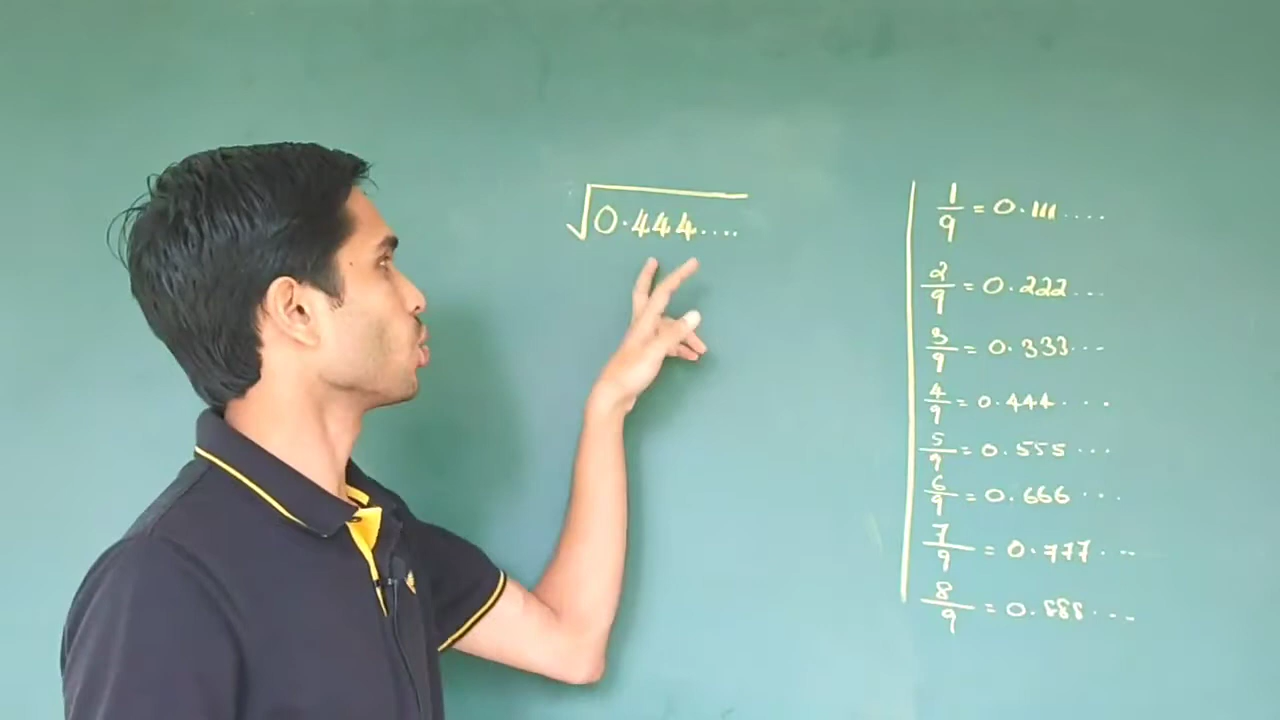 √0.444....
1/9 = 0.111....
2/9 = 0.222...
3/9 = 0.333...
4/9 = 0.444...
5/9 = 0.555...
6/9 = 0.666...
7/9 = 0.777...
8/9 = 0.888...